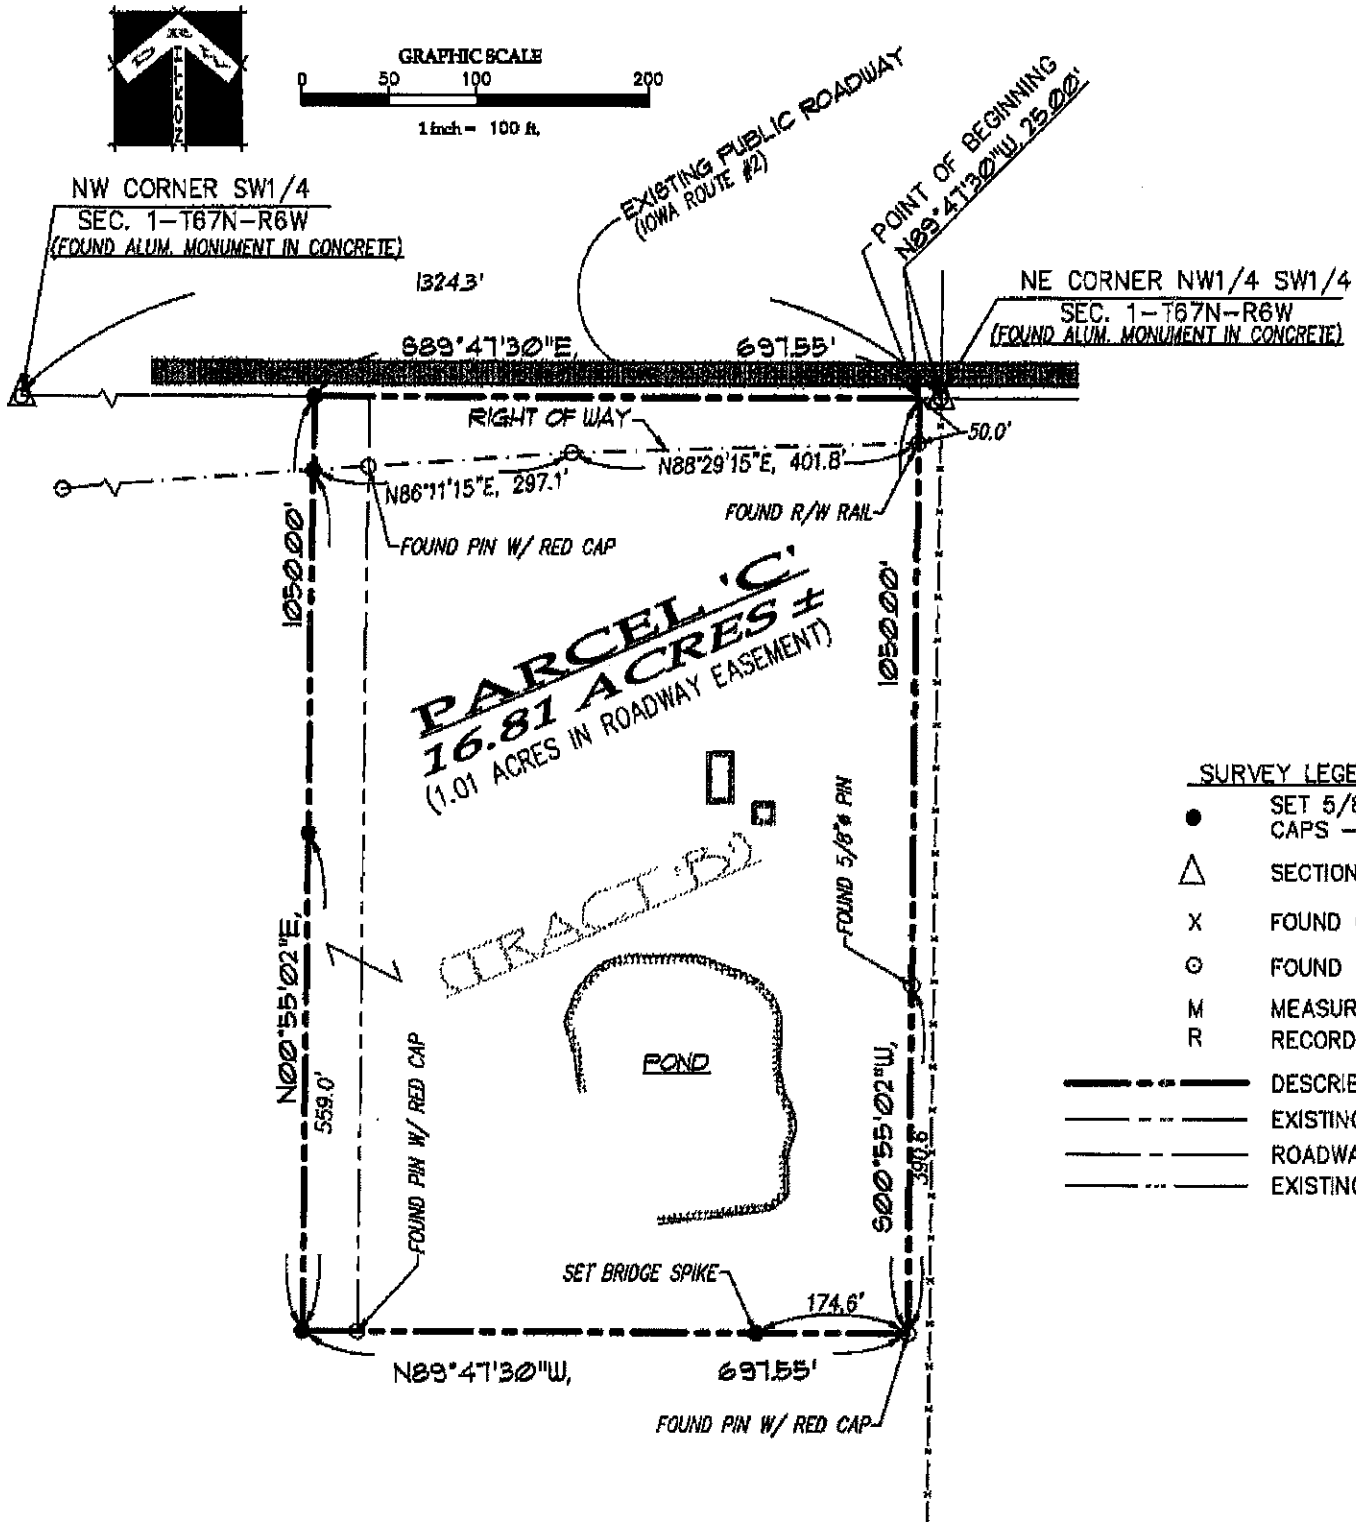 GRAPHIC SCALE
0 50 100 200
1 inch = 100 ft.
NW CORNER SW1/4
SEC. 1-T67N-R6W
(FOUND ALUM. MONUMENT IN CONCRETE)
EXISTING PUBLIC ROADWAY
(IOWA ROUTE #2)
POINT OF BEGINNING
N89°47'30"W, 25.00'
NE CORNER NW1/4 SW1/4
SEC. 1-T67N-R6W
(FOUND ALUM. MONUMENT IN CONCRETE)
1324.3'
S89°47'30"E, 697.55'
RIGHT OF WAY
50.0'
N88°29'15"E, 401.8'
N86°11'15"E, 297.1'
FOUND R/W RAIL
FOUND PIN W/ RED CAP
1050.00'
1050.00'
PARCEL 'C'
16.81 ACRES ±
(1.01 ACRES IN ROADWAY EASEMENT)
FOUND 5/8"ø PIN
(TRACT 'B')
POND
N00°55'02"E,
559.0'
FOUND PIN W/ RED CAP
S00°55'02"W,
390.6'
SET BRIDGE SPIKE
174.6'
N89°47'30"W, 697.55'
FOUND PIN W/ RED CAP
SURVEY LEGE
SET 5/8
CAPS -
SECTION
X FOUND
FOUND
M MEASUR
R RECORD
DESCRIE
EXISTING
ROADWA
EXISTING